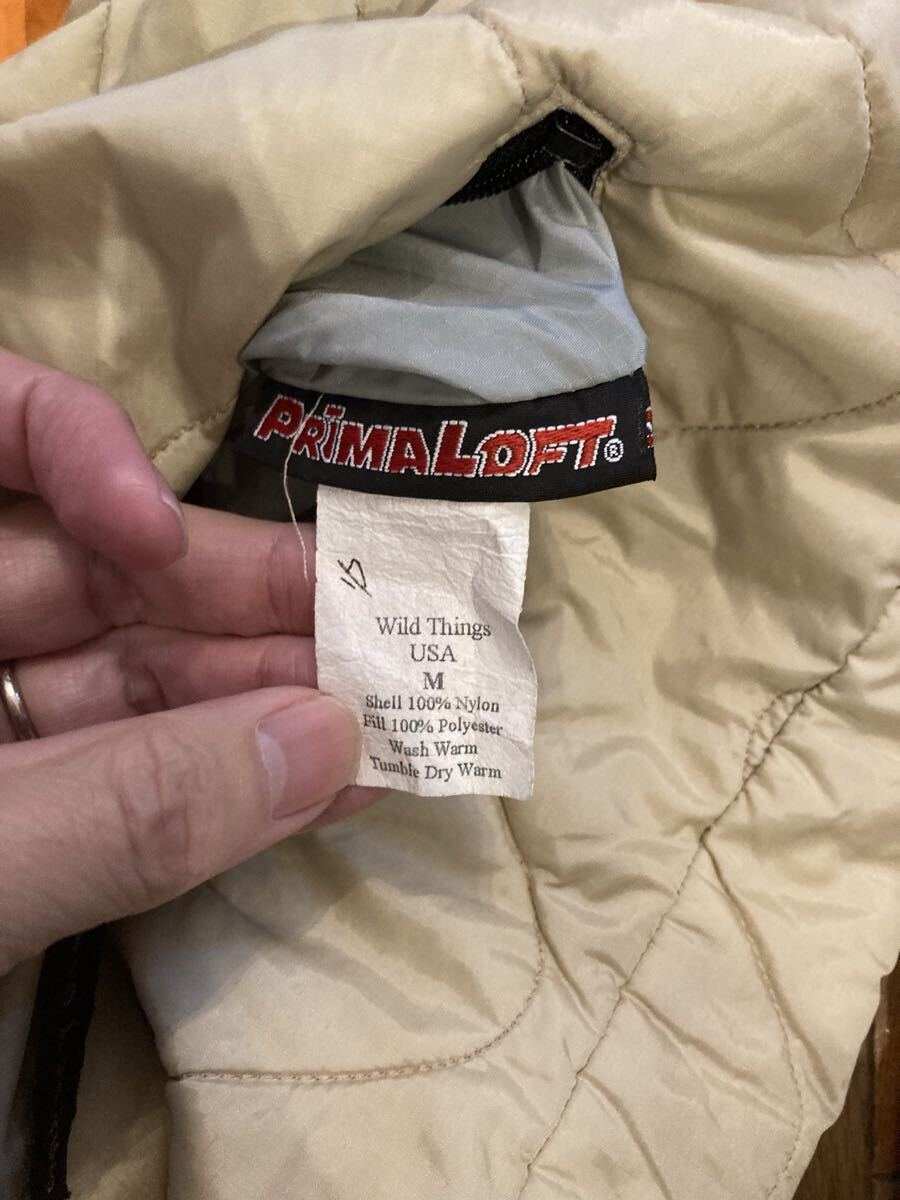 PRIMALOFT®
Wild Things
USA
M
Shell 100% Nylon
Fill 100% Polyester
Wash Warm
Tumble Dry Warm